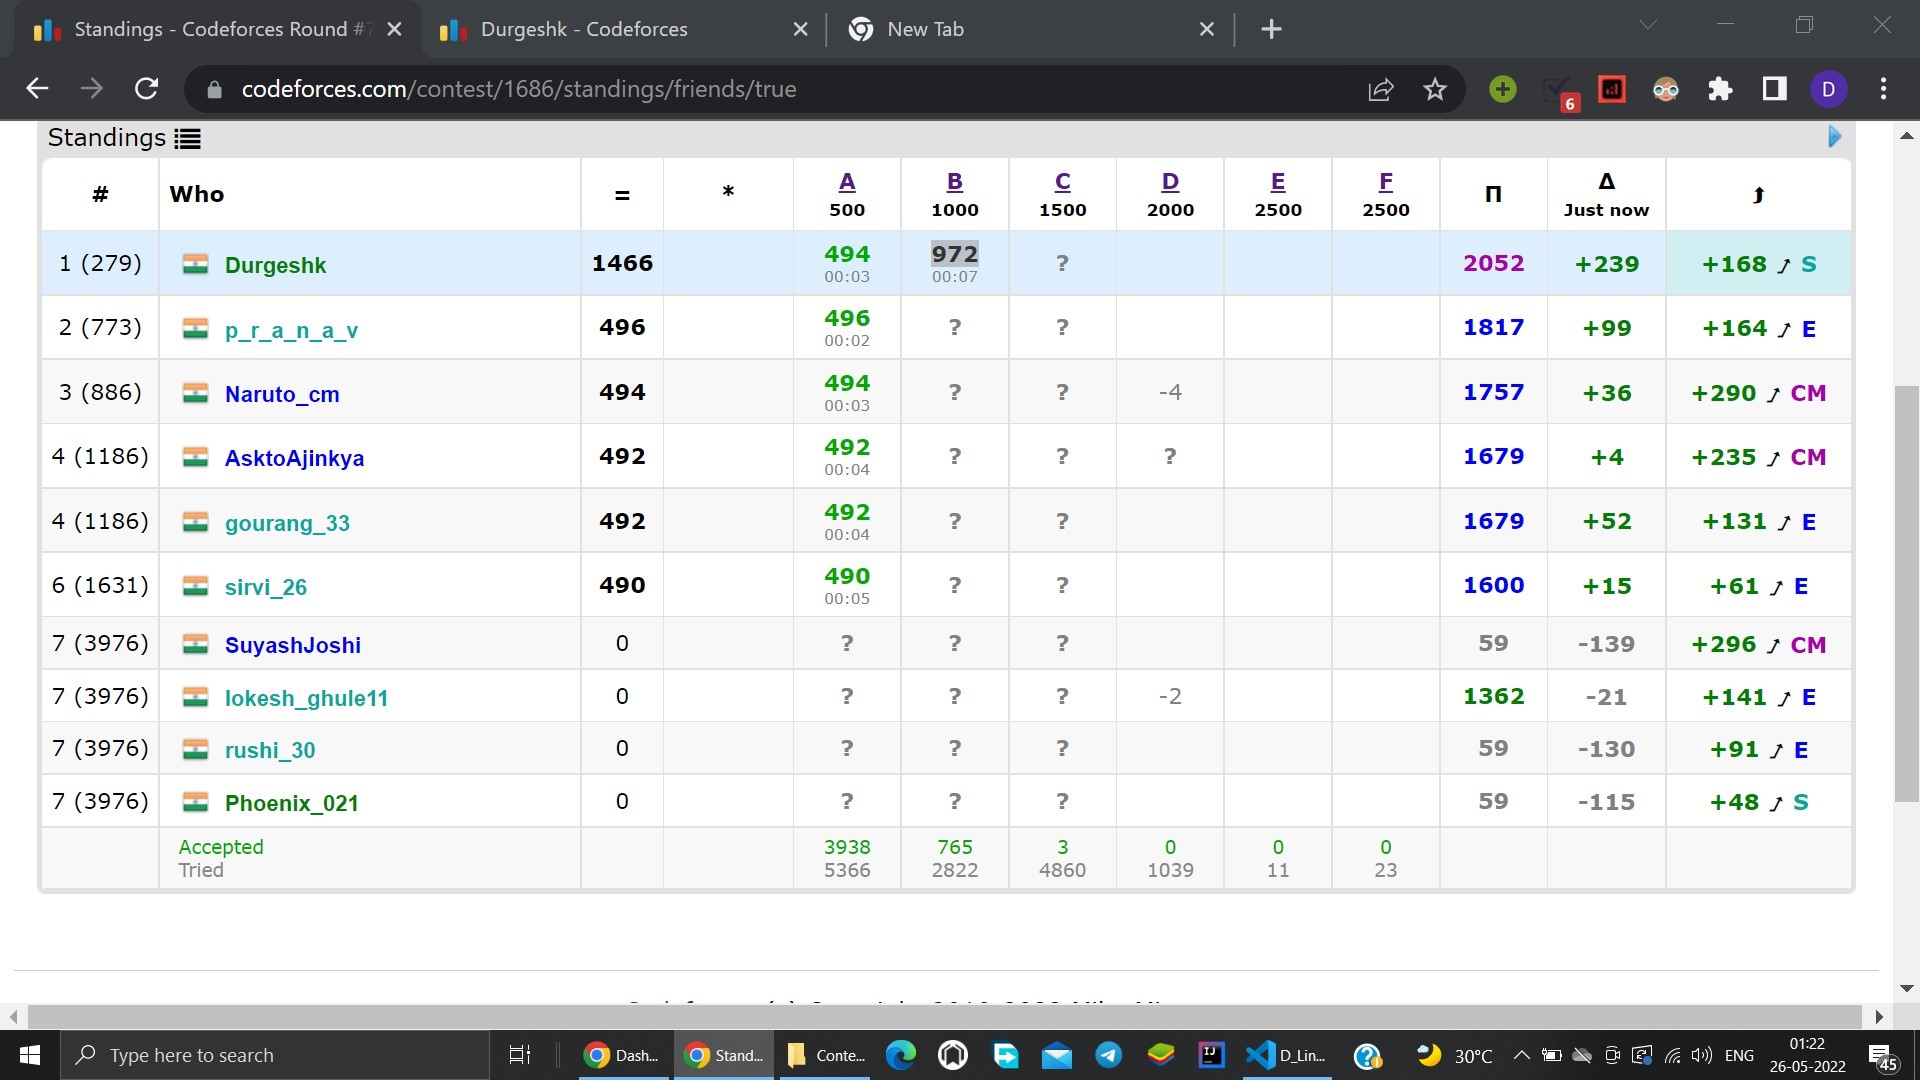 Standings - Codeforces Round #
Durgeshk - Codeforces
New Tab
codeforces.com/contest/1686/standings/friends/true
6
D
Standings
# Who = * A B C D E F Π Δ
500 1000 1500 2000 2500 2500 Just now
1 (279) Durgeshk 1466 494 972 ? 2052 +239 +168 S
00:03 00:07
2 (773) p_r_a_n_a_v 496 496 ? ? 1817 +99 +164 E
00:02
3 (886) Naruto_cm 494 494 ? ? -4 1757 +36 +290 CM
00:03
4 (1186) AsktoAjinkya 492 492 ? ? ? 1679 +4 +235 CM
00:04
4 (1186) gourang_33 492 492 ? ? 1679 +52 +131 E
00:04
6 (1631) sirvi_26 490 490 ? ? 1600 +15 +61 E
00:05
7 (3976) SuyashJoshi 0 ? ? ? 59 -139 +296 CM
7 (3976) lokesh_ghule11 0 ? ? ? -2 1362 -21 +141 E
7 (3976) rushi_30 0 ? ? ? 59 -130 +91 E
7 (3976) Phoenix_021 0 ? ? ? 59 -115 +48 S
Accepted 3938 765 3 0 0 0
Tried 5366 2822 4860 1039 11 23
Type here to search
Dash...
Stand...
Conte...
IJ
D_Lin...
30°C
ENG
01:22
26-05-2022
45